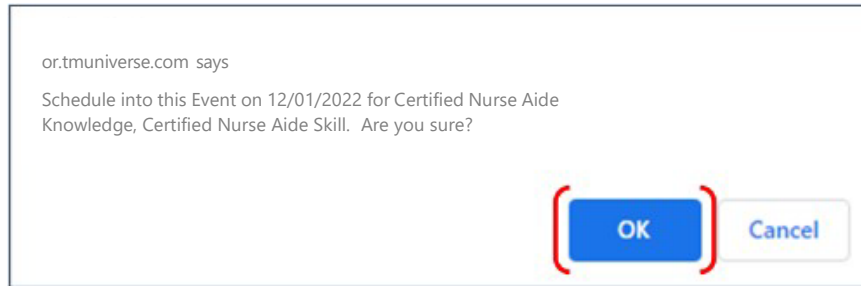 or.tmuniverse.com says
Schedule into this Event on 12/01/2022 for Certified Nurse Aide
Knowledge, Certified Nurse Aide Skill. Are you sure?
OK
Cancel